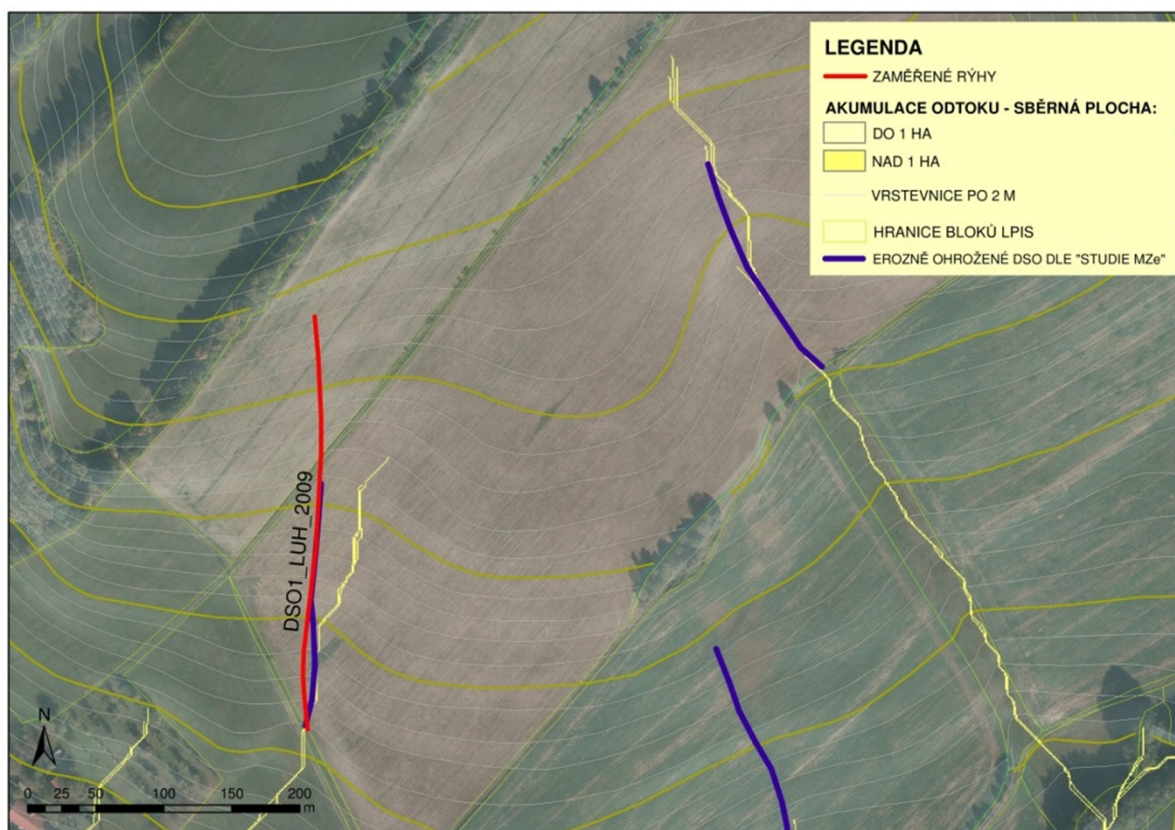 LEGENDA
ZAMĚŘENÉ RÝHY
AKUMULACE ODTOKU - SBĚRNÁ PLOCHA:
DO 1 HA
NAD 1 HA
VRSTEVNICE PO 2 M
HRANICE BLOKŮ LPIS
EROZNĚ OHROŽENÉ DSO DLE "STUDIE MZe"
DSO1_LUH_2009
N
0 25 50 100 150 200
m